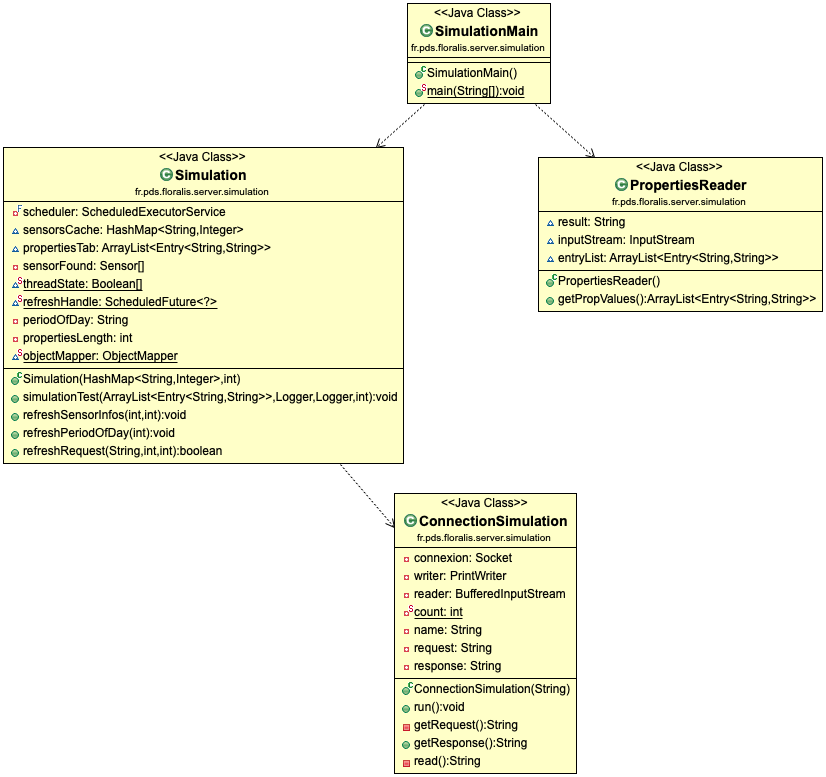 <<Java Class>>
SimulationMain
fr.pds.floralis.server.simulation
SimulationMain()
main(String[]):void
<<Java Class>>
Simulation
fr.pds.floralis.server.simulation
scheduler: ScheduledExecutorService
sensorsCache: HashMap<String,Integer>
propertiesTab: ArrayList<Entry<String,String>>
sensorFound: Sensor[]
threadState: Boolean[]
refreshHandle: ScheduledFuture<?>
periodOfDay: String
propertiesLength: int
objectMapper: ObjectMapper
Simulation(HashMap<String,Integer>,int)
simulationTest(ArrayList<Entry<String,String>>,Logger,Logger,int):void
refreshSensorInfos(int,int):void
refreshPeriodOfDay(int):void
refreshRequest(String,int,int):boolean
<<Java Class>>
PropertiesReader
fr.pds.floralis.server.simulation
result: String
inputStream: InputStream
entryList: ArrayList<Entry<String,String>>
PropertiesReader()
getPropValues():ArrayList<Entry<String,String>>
<<Java Class>>
ConnectionSimulation
fr.pds.floralis.server.simulation
connexion: Socket
writer: PrintWriter
reader: BufferedInputStream
count: int
name: String
request: String
response: String
ConnectionSimulation(String)
run():void
getRequest():String
getResponse():String
read():String